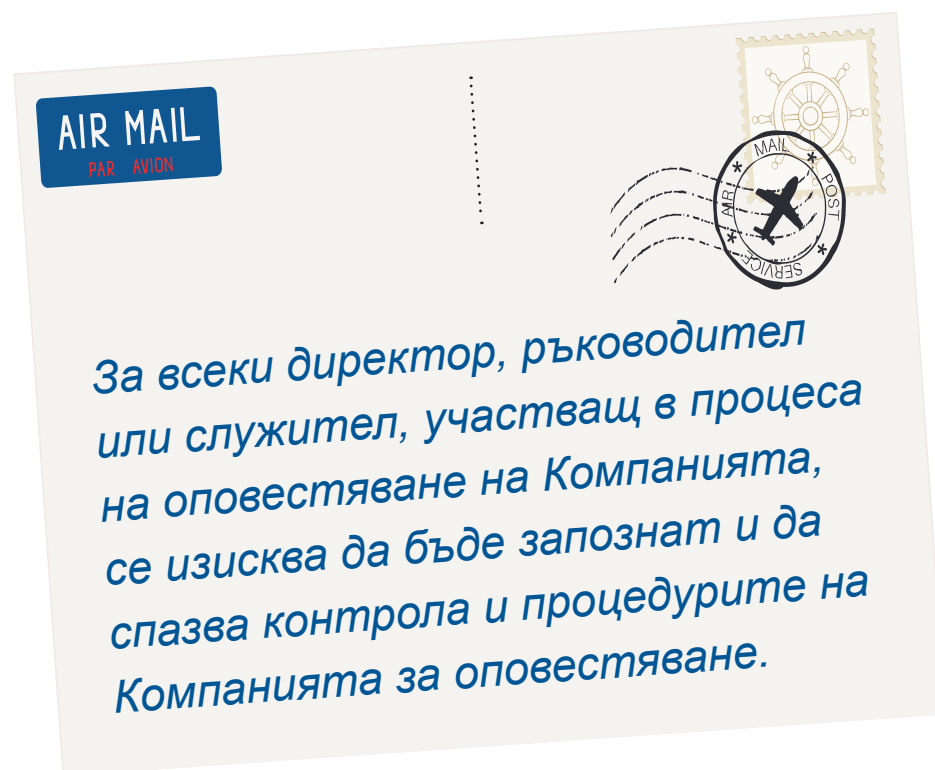 AIR MAIL
PAR AVION
AIR MAIL POST SERVICE
За всеки директор, ръководител
или служител, участващ в процеса
на оповестяване на Компанията,
се изисква да бъде запознат и да
спазва контрола и процедурите на
Компанията за оповестяване.